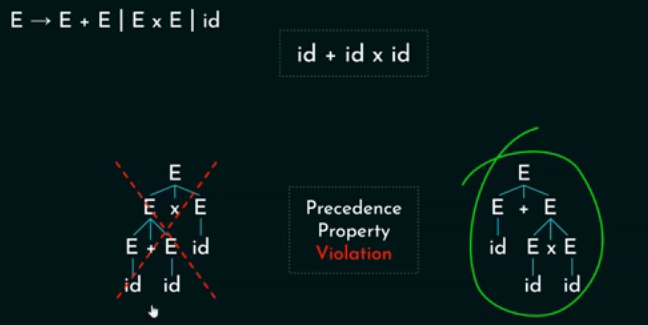 E → E + E | E x E | id
id + id x id
E
E x E
E + E id
id id
Precedence
Property
Violation
E
E + E
id E x E
id id